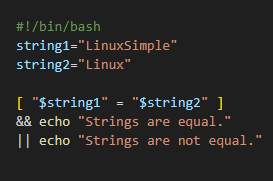 #!/bin/bash
string1="LinuxSimple"
string2="Linux"
[ "$string1" = "$string2" ]
&& echo "Strings are equal."
|| echo "Strings are not equal."